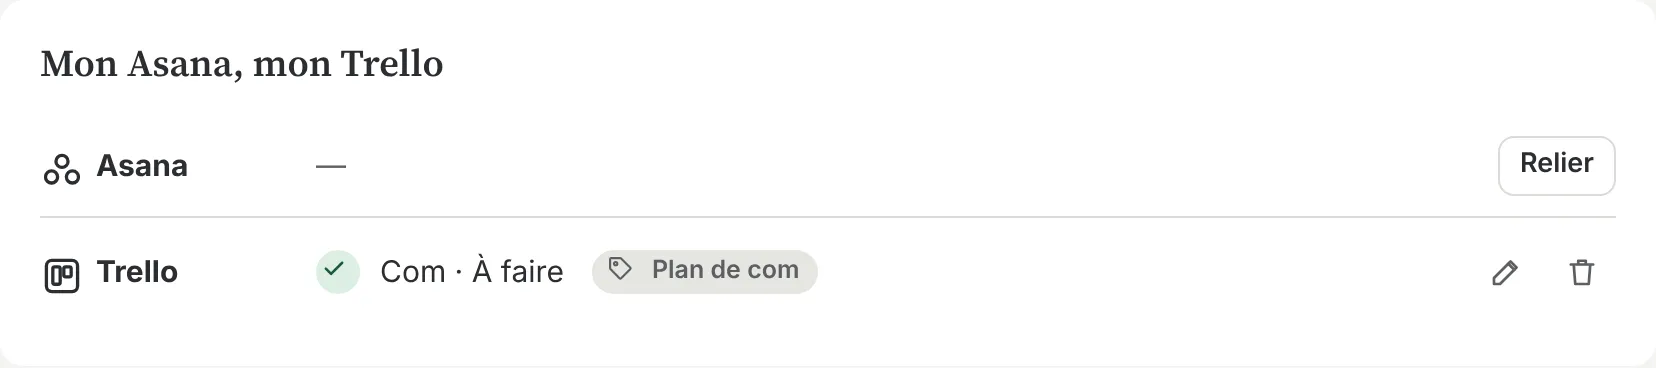 Mon Asana, mon Trello
Asana — Relier
Trello Com · À faire Plan de com